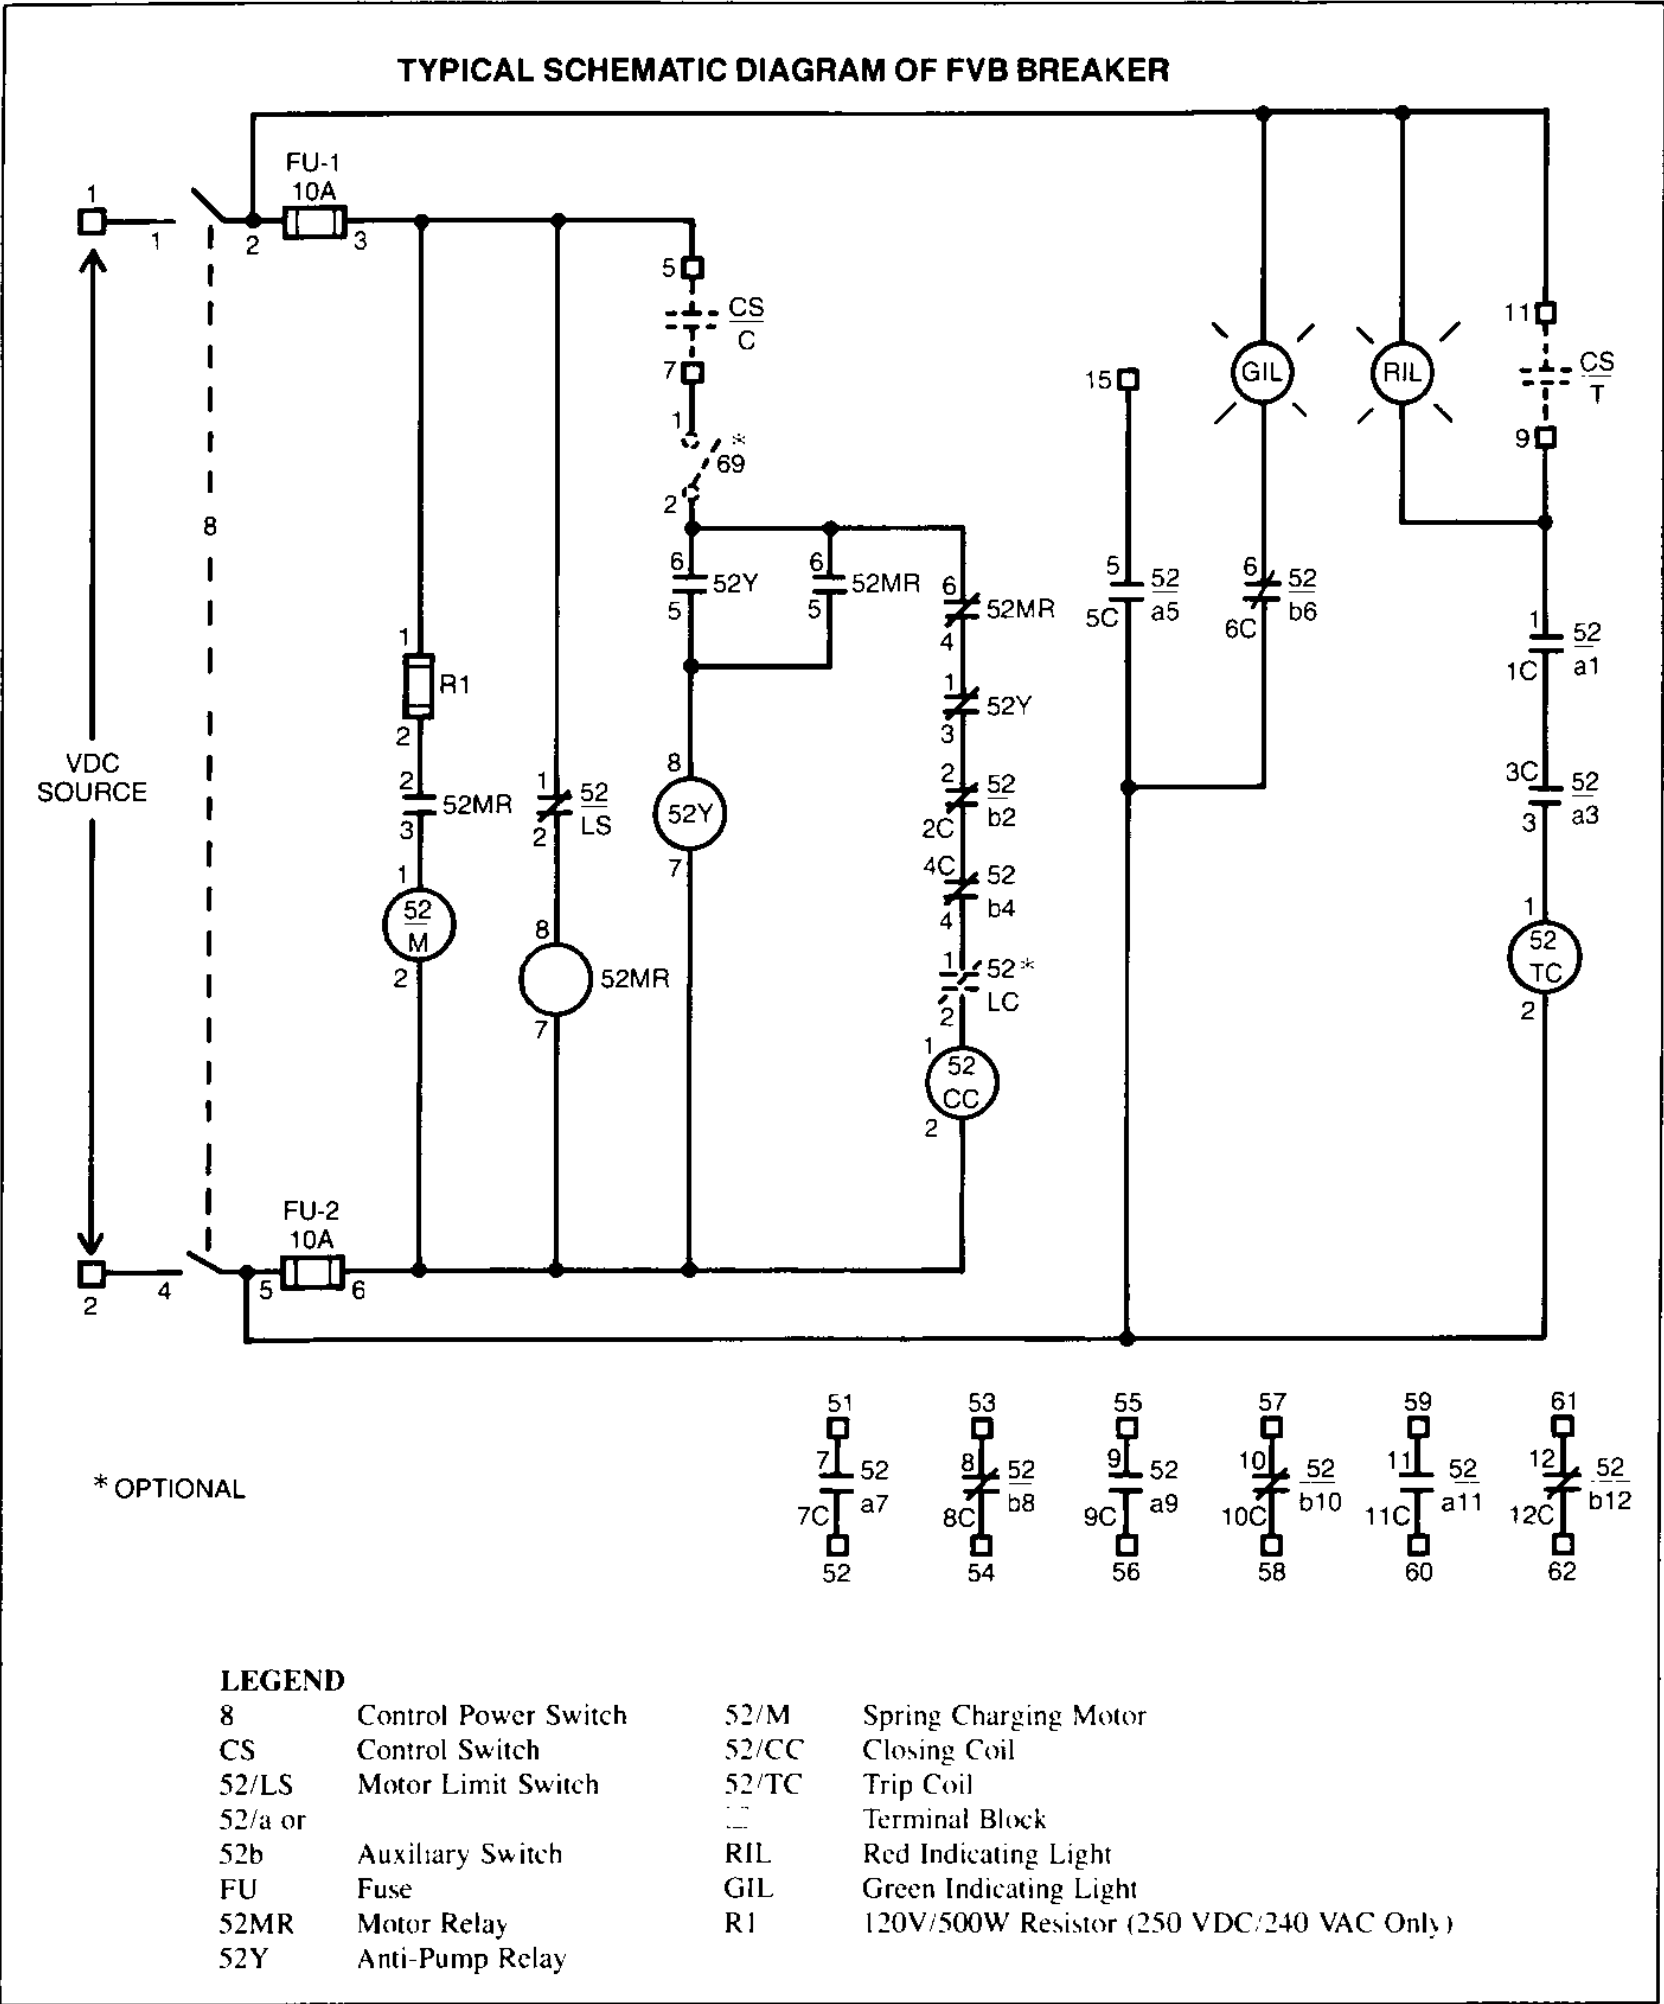 TYPICAL SCHEMATIC DIAGRAM OF FVB BREAKER
FU-1
10A
1
1
2
3
5
CS
C
7
1
*
69
2
11
CS
T
9
15
GIL
RIL
8
6
52Y
5
6
52MR
5
6
52MR
4
5
52
5C
a5
6
52
6C
b6
1
52
1C
a1
1
R1
2
1
52Y
3
VDC
SOURCE
2
52MR
3
1
52
2
LS
8
52Y
7
2
52
2C
b2
3C
52
3
a3
4C
52
4
b4
1
52
M
2
8
52MR
7
1
52*
2
LC
1
52
TC
2
1
52
CC
2
FU-2
10A
2
4
5
6
51
53
55
57
59
61
7
52
7C
a7
8
52
8C
b8
9
52
9C
a9
10
52
10C
b10
11
52
11C
a11
12
52
12C
b12
52
54
56
58
60
62
* OPTIONAL
LEGEND
8 Control Power Switch 52/M Spring Charging Motor
CS Control Switch 52/CC Closing Coil
52/LS Motor Limit Switch 52/TC Trip Coil
52/a or Terminal Block
52b Auxiliary Switch RIL Red Indicating Light
FU Fuse GIL Green Indicating Light
52MR Motor Relay R1 120V/500W Resistor (250 VDC/240 VAC Only)
52Y Anti-Pump Relay